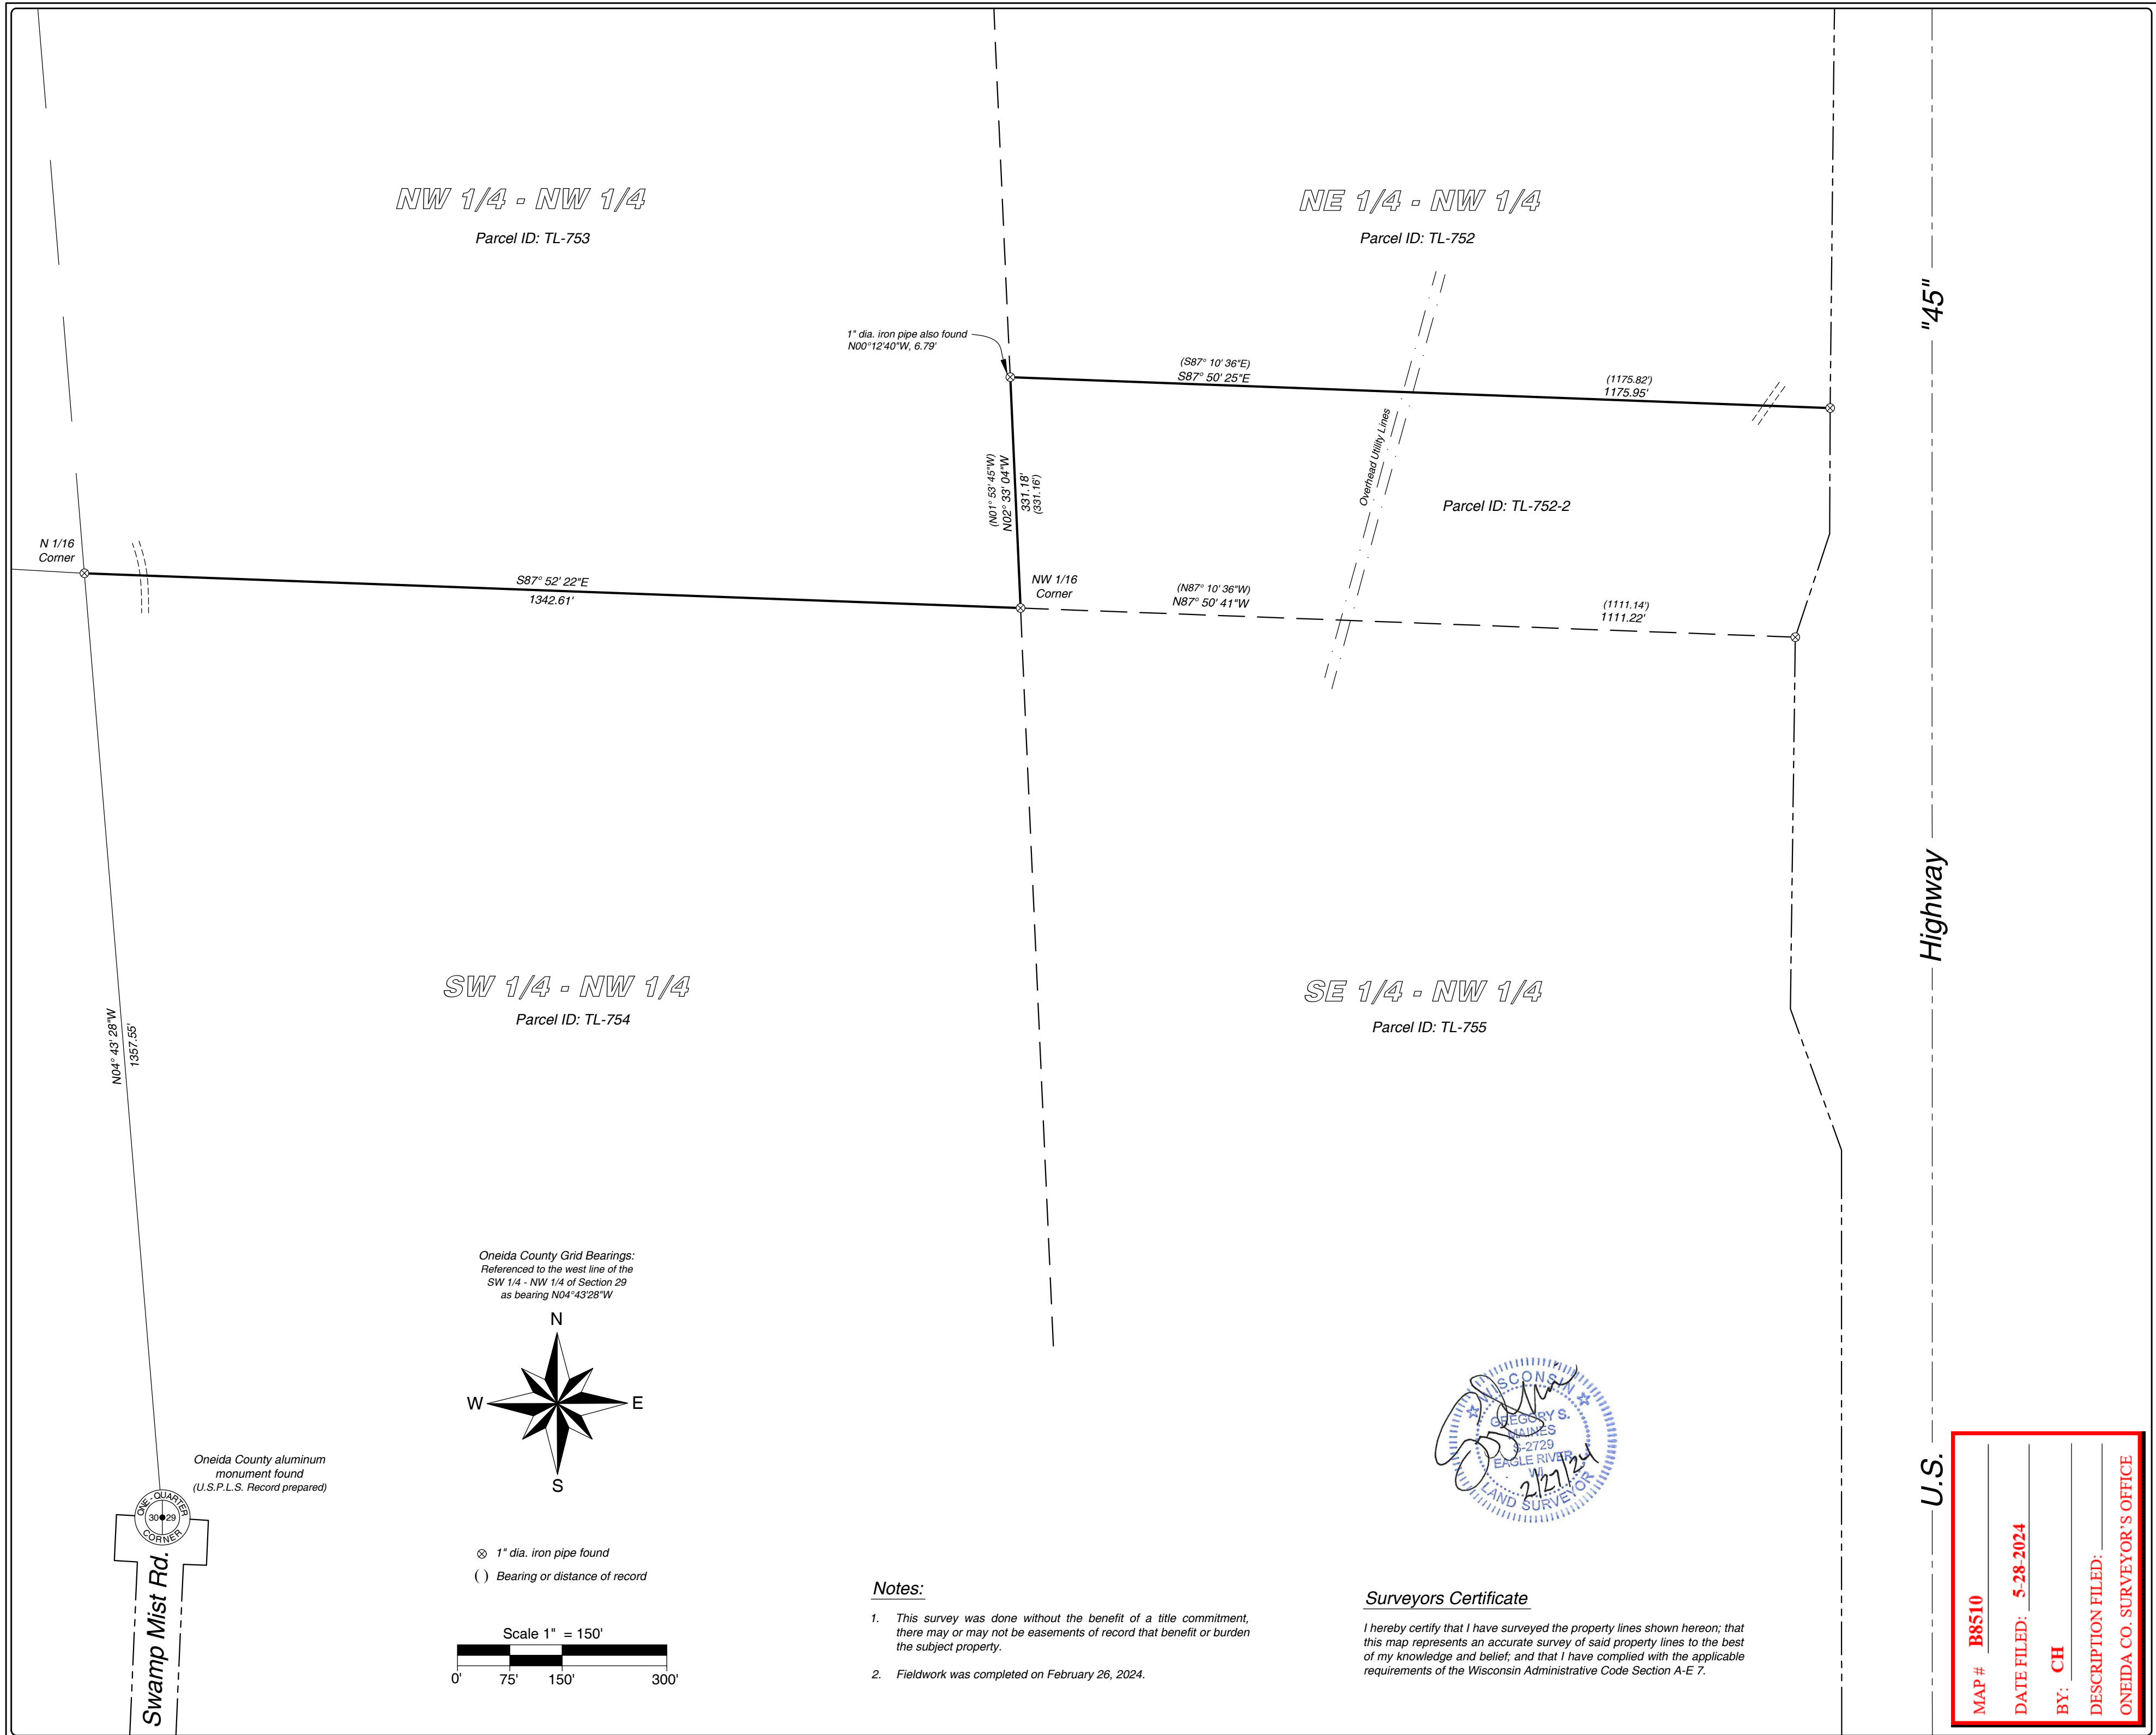 NW 1/4 - NW 1/4
Parcel ID: TL-753
NE 1/4 - NW 1/4
Parcel ID: TL-752
"45"
Highway
U.S.
1" dia. iron pipe also found
N00°12'40"W, 6.79'
(S87° 10' 36"E)
S87° 50' 25"E
(1175.82')
1175.95'
Overhead Utility Lines
(N01° 53' 45"W)
N02° 33' 04"W
331.18'
(331.16')
Parcel ID: TL-752-2
N 1/16
Corner
S87° 52' 22"E
1342.61'
NW 1/16
Corner
(N87° 10' 36"W)
N87° 50' 41"W
(1111.14')
1111.22'
SW 1/4 - NW 1/4
Parcel ID: TL-754
SE 1/4 - NW 1/4
Parcel ID: TL-755
N04° 43' 28"W
1357.55'
Oneida County Grid Bearings:
Referenced to the west line of the
SW 1/4 - NW 1/4 of Section 29
as bearing N04°43'28"W
N
W
E
S
Oneida County aluminum
monument found
(U.S.P.L.S. Record prepared)
ONE-QUARTER
30 29
CORNER
Swamp Mist Rd.
1" dia. iron pipe found
( ) Bearing or distance of record
Scale 1" = 150'
0' 75' 150' 300'
Notes:
1. This survey was done without the benefit of a title commitment,
there may or may not be easements of record that benefit or burden
the subject property.
2. Fieldwork was completed on February 26, 2024.
WISCONSIN
GREGORY S.
MAINES
S-2729
EAGLE RIVER,
WI.
LAND SURVEYOR
2/27/24
Surveyors Certificate
I hereby certify that I have surveyed the property lines shown hereon; that
this map represents an accurate survey of said property lines to the best
of my knowledge and belief; and that I have complied with the applicable
requirements of the Wisconsin Administrative Code Section A-E 7.
MAP # B8510
DATE FILED: 5-28-2024
BY: CH
DESCRIPTION FILED:
ONEIDA CO. SURVEYOR'S OFFICE